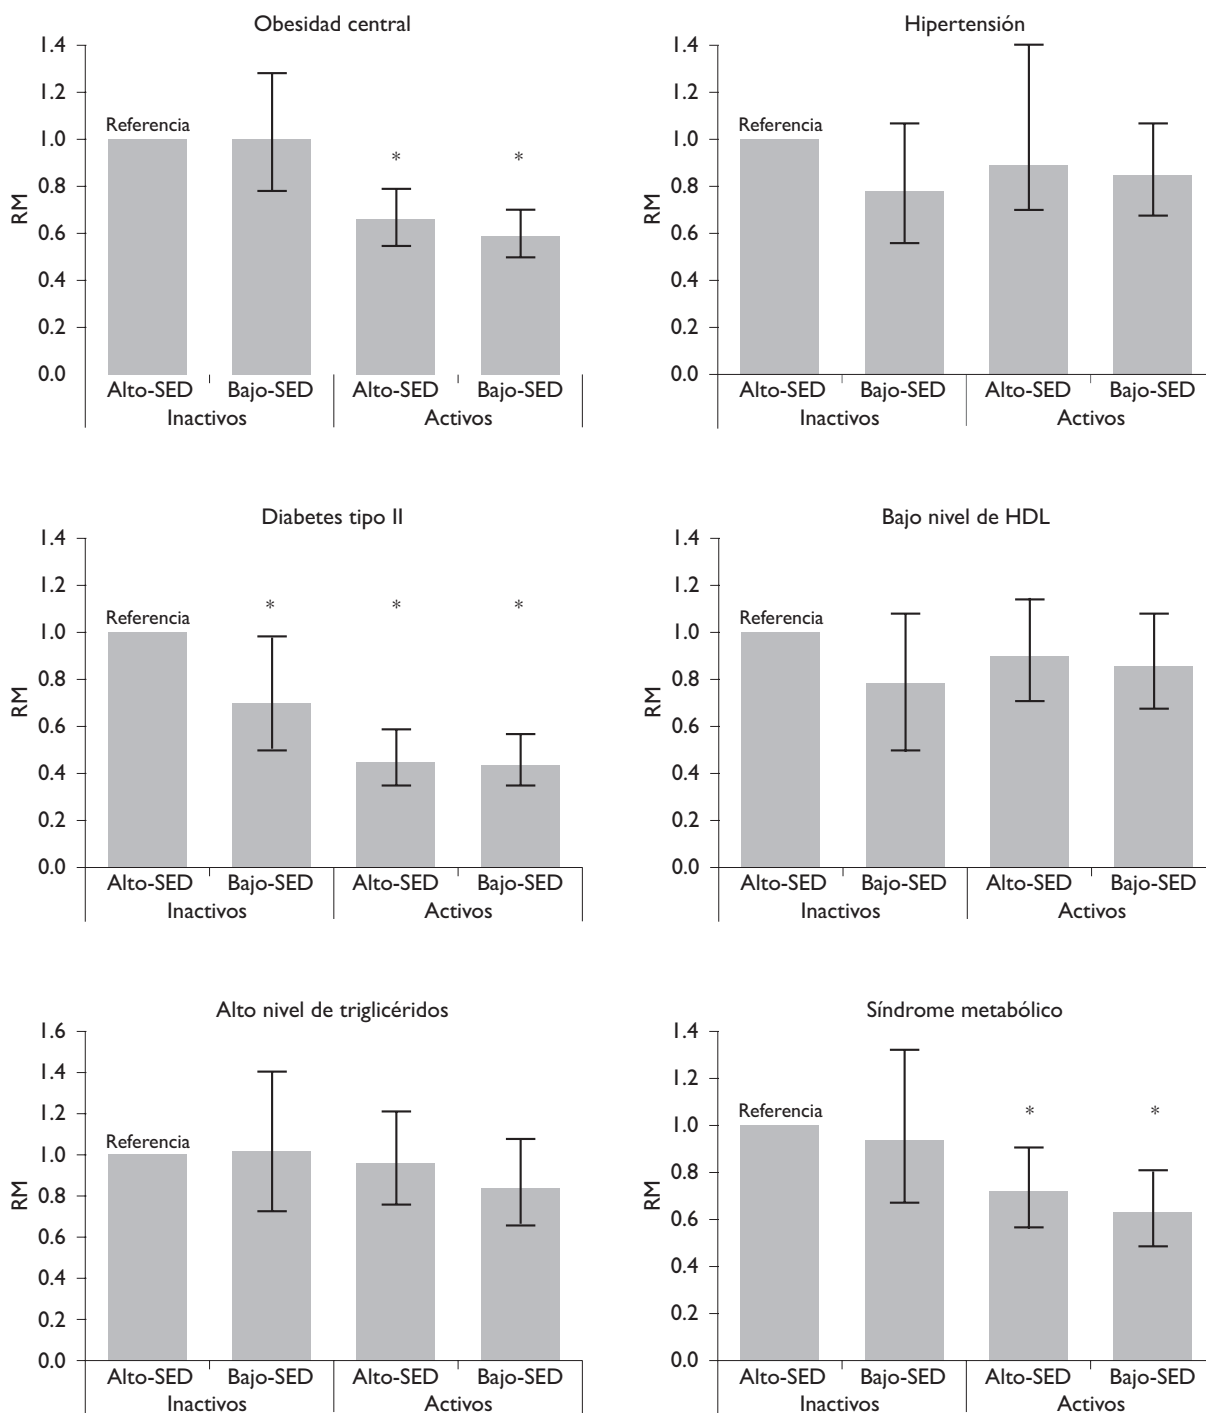 Obesidad central
1.4
1.2
1.0
0.8
0.6
0.4
0.2
0.0
RM
Referencia
*
*
Alto-SED
Bajo-SED
Alto-SED
Bajo-SED
Inactivos
Activos
Hipertensión
1.4
1.2
1.0
0.8
0.6
0.4
0.2
0.0
RM
Referencia
Alto-SED
Bajo-SED
Alto-SED
Bajo-SED
Inactivos
Activos
Diabetes tipo II
1.4
1.2
1.0
0.8
0.6
0.4
0.2
0.0
RM
Referencia
*
*
*
Alto-SED
Bajo-SED
Alto-SED
Bajo-SED
Inactivos
Activos
Bajo nivel de HDL
1.4
1.2
1.0
0.8
0.6
0.4
0.2
0.0
RM
Referencia
Alto-SED
Bajo-SED
Alto-SED
Bajo-SED
Inactivos
Activos
Alto nivel de triglicéridos
1.6
1.4
1.2
1.0
0.8
0.6
0.4
0.2
0.0
RM
Referencia
Alto-SED
Bajo-SED
Alto-SED
Bajo-SED
Inactivos
Activos
Síndrome metabólico
1.4
1.2
1.0
0.8
0.6
0.4
0.2
0.0
RM
Referencia
*
*
Alto-SED
Bajo-SED
Alto-SED
Bajo-SED
Inactivos
Activos